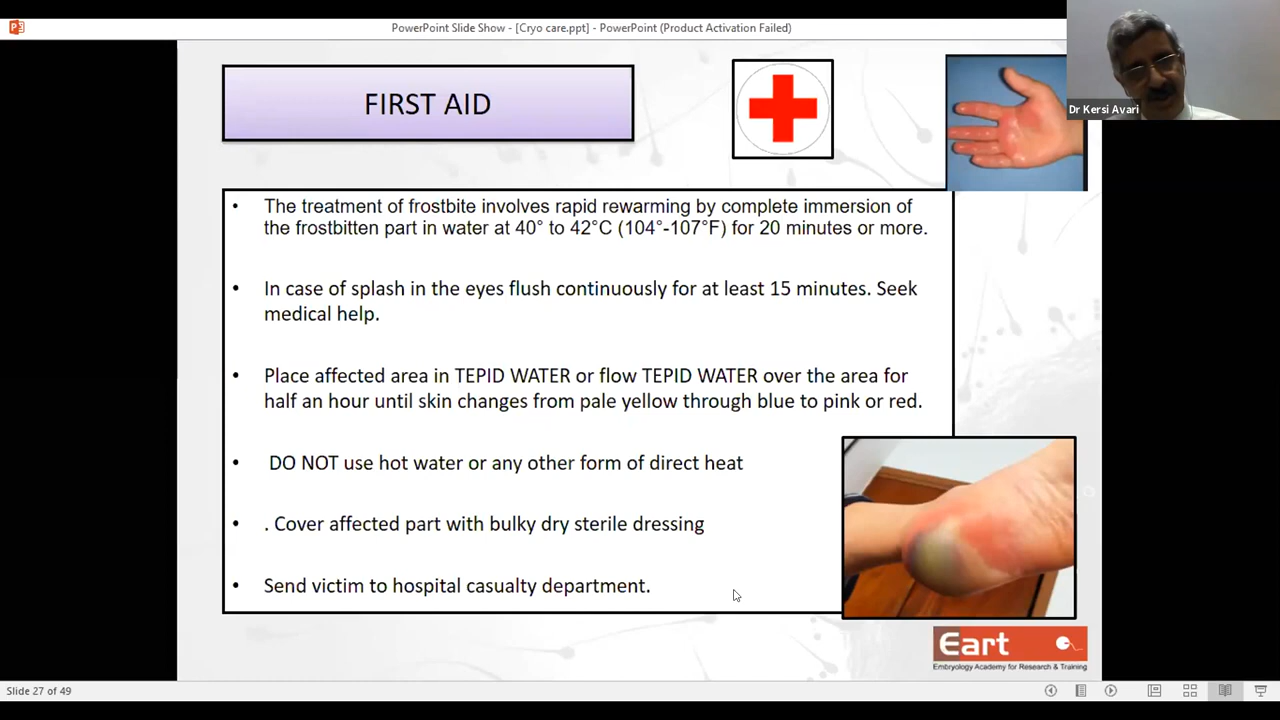 PowerPoint Slide Show - [Cryo care.ppt] - PowerPoint (Product Activation Failed)
FIRST AID
Dr Kersi Avari
• The treatment of frostbite involves rapid rewarming by complete immersion of
the frostbitten part in water at 40° to 42°C (104°-107°F) for 20 minutes or more.
• In case of splash in the eyes flush continuously for at least 15 minutes. Seek
medical help.
• Place affected area in TEPID WATER or flow TEPID WATER over the area for
half an hour until skin changes from pale yellow through blue to pink or red.
• DO NOT use hot water or any other form of direct heat
• . Cover affected part with bulky dry sterile dressing
• Send victim to hospital casualty department.
Eart
Embryology Academy for Research & Training
Slide 27 of 49